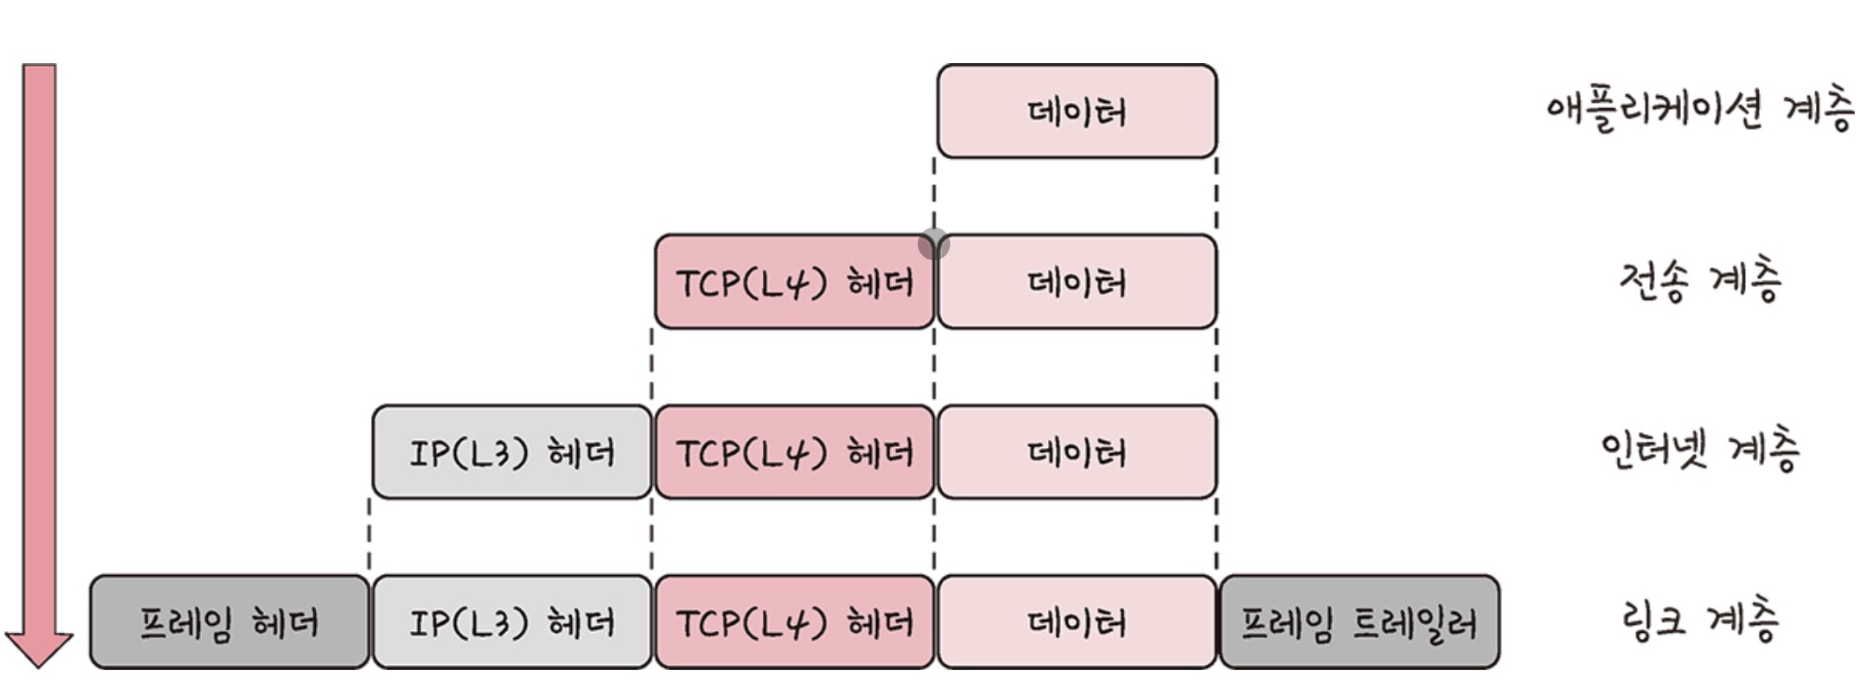 데이터 애플리케이션 계층
TCP(L4) 헤더 데이터 전송 계층
IP(L3) 헤더 TCP(L4) 헤더 데이터 인터넷 계층
프레임 헤더 IP(L3) 헤더 TCP(L4) 헤더 데이터 프레임 트레일러 링크 계층